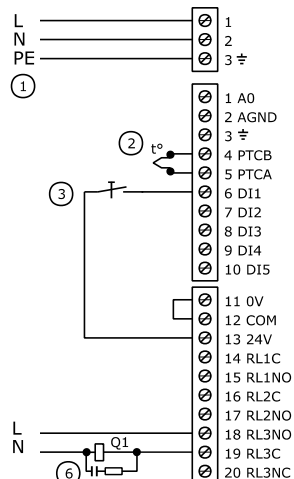 L
N
PE
1
2
3
1
1 A0
2 AGND
3
4 PTCB
5 PTCA
6 DI1
7 DI2
8 DI3
9 DI4
10 DI5
2
t°
3
11 0V
12 COM
13 24V
14 RL1C
15 RL1NO
16 RL2C
17 RL2NO
18 RL3NO
19 RL3C
20 RL3NC
L
N
Q1
6